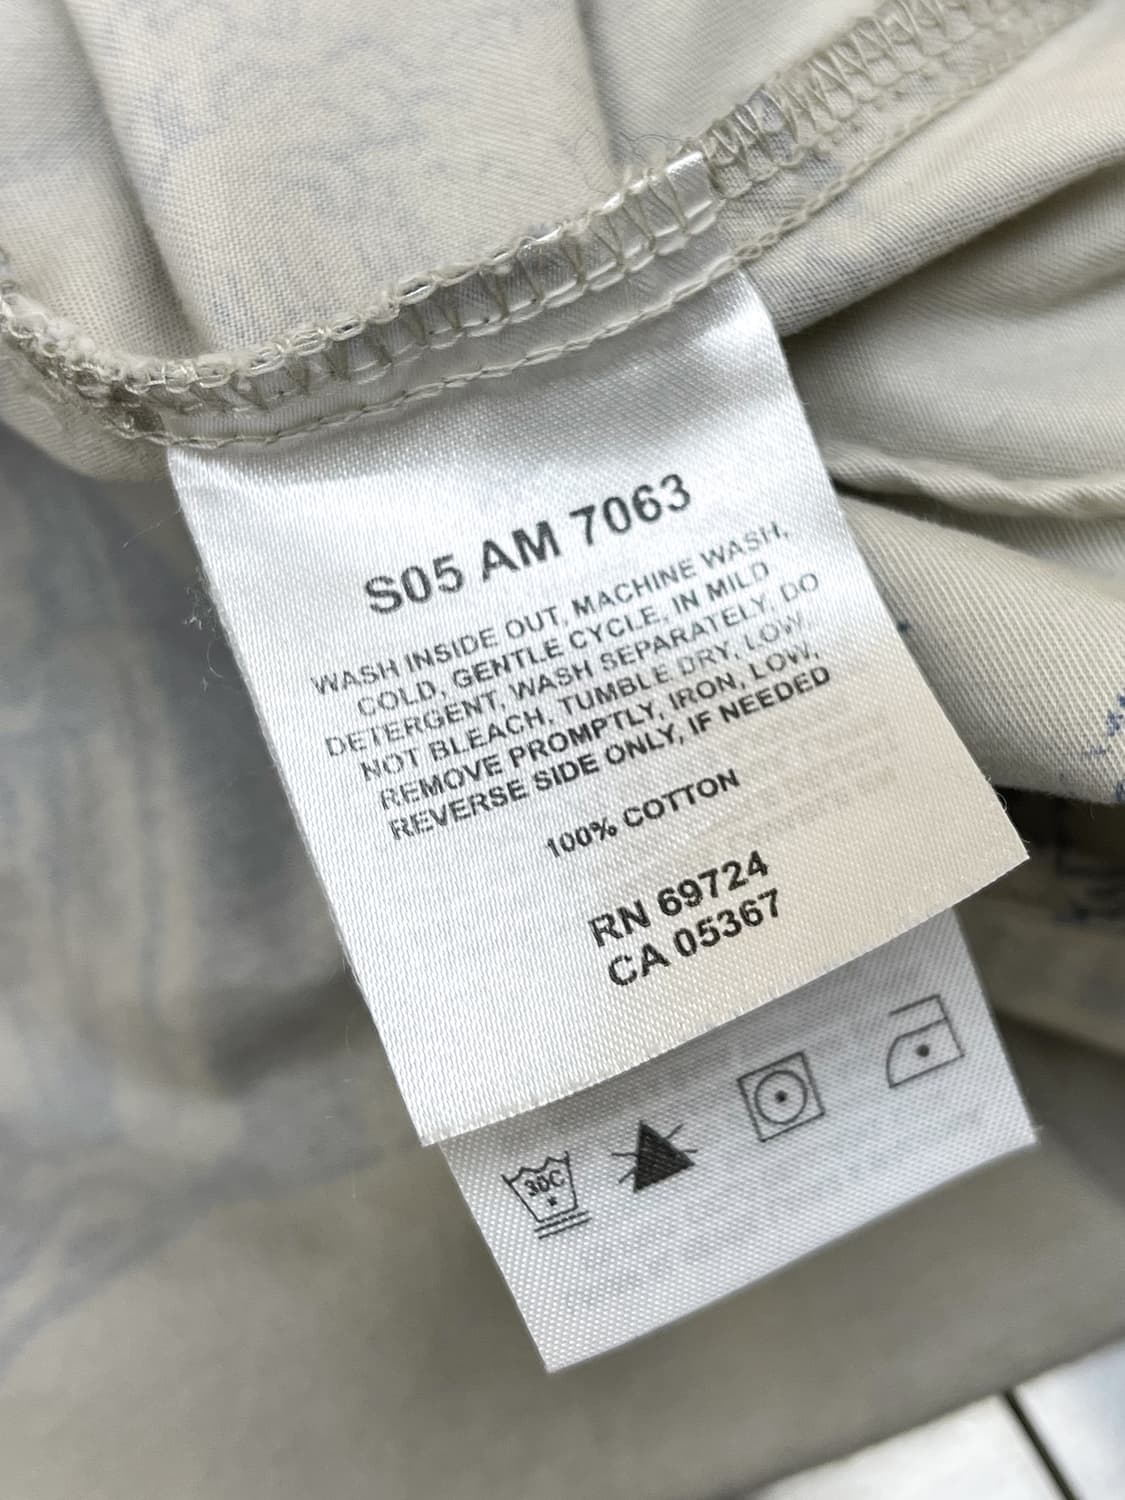 S05 AM 7063
WASH INSIDE OUT, MACHINE WASH,
COLD, GENTLE CYCLE, IN MILD
DETERGENT, WASH SEPARATELY, DO
NOT BLEACH, TUMBLE DRY, LOW,
REMOVE PROMPTLY, IRON, LOW,
REVERSE SIDE ONLY, IF NEEDED
100% COTTON
RN 69724
CA 05367
30C